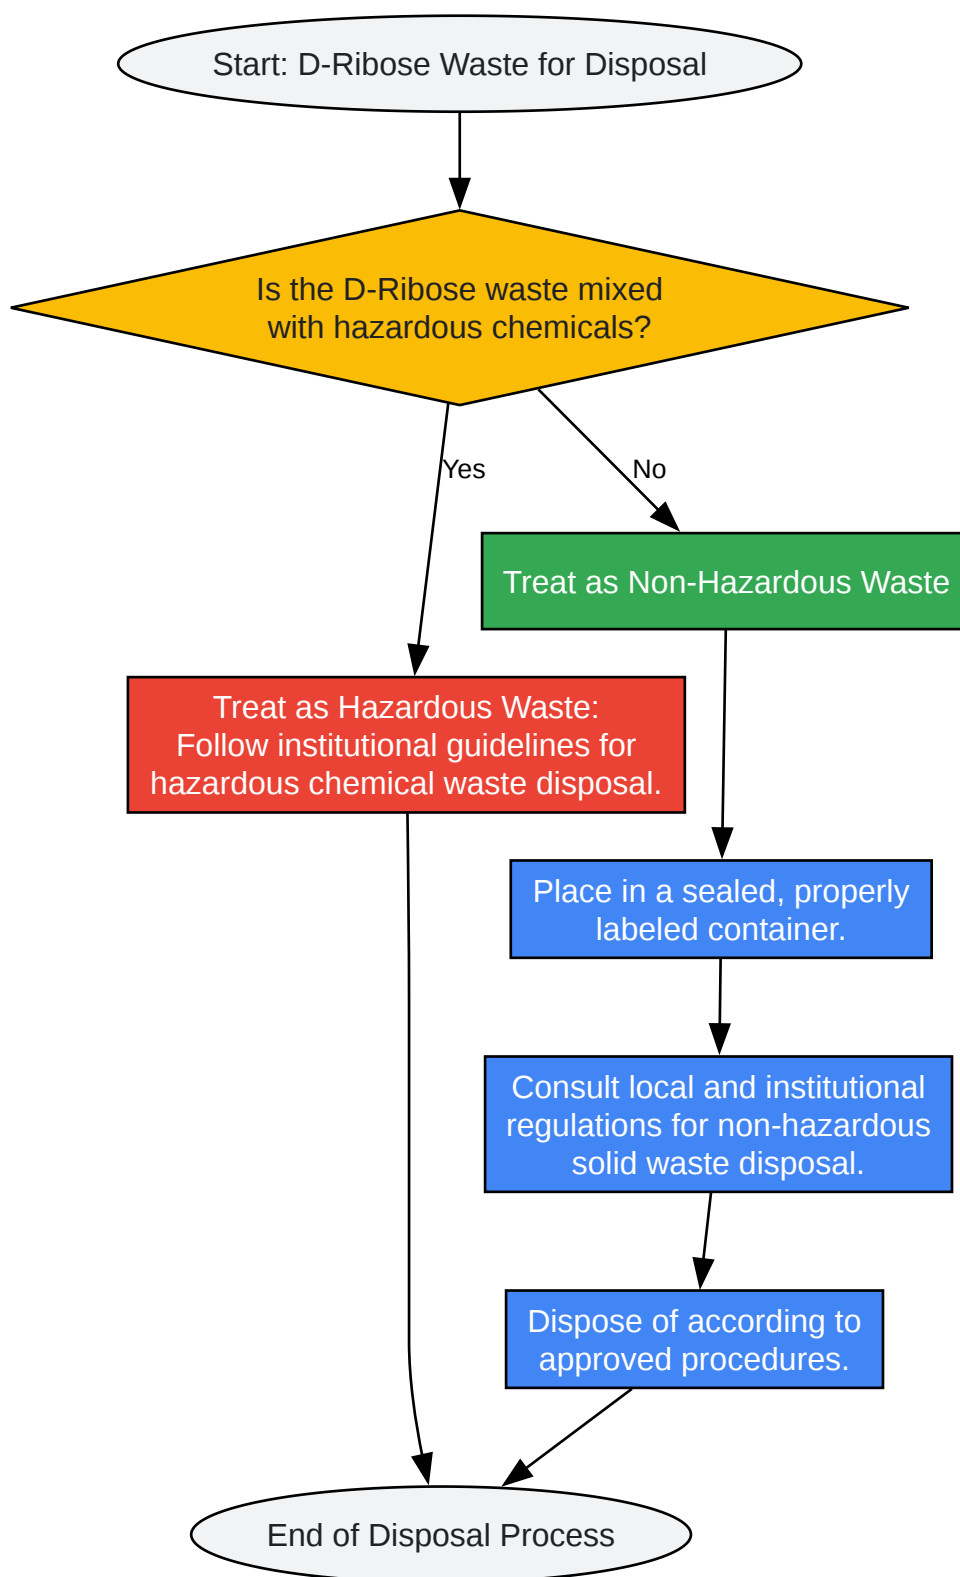 Start: D-Ribose Waste for Disposal
Is the D-Ribose waste mixed
with hazardous chemicals?
Yes
No
Treat as Non-Hazardous Waste
Treat as Hazardous Waste:
Follow institutional guidelines for
hazardous chemical waste disposal.
Place in a sealed, properly
labeled container.
Consult local and institutional
regulations for non-hazardous
solid waste disposal.
Dispose of according to
approved procedures.
End of Disposal Process